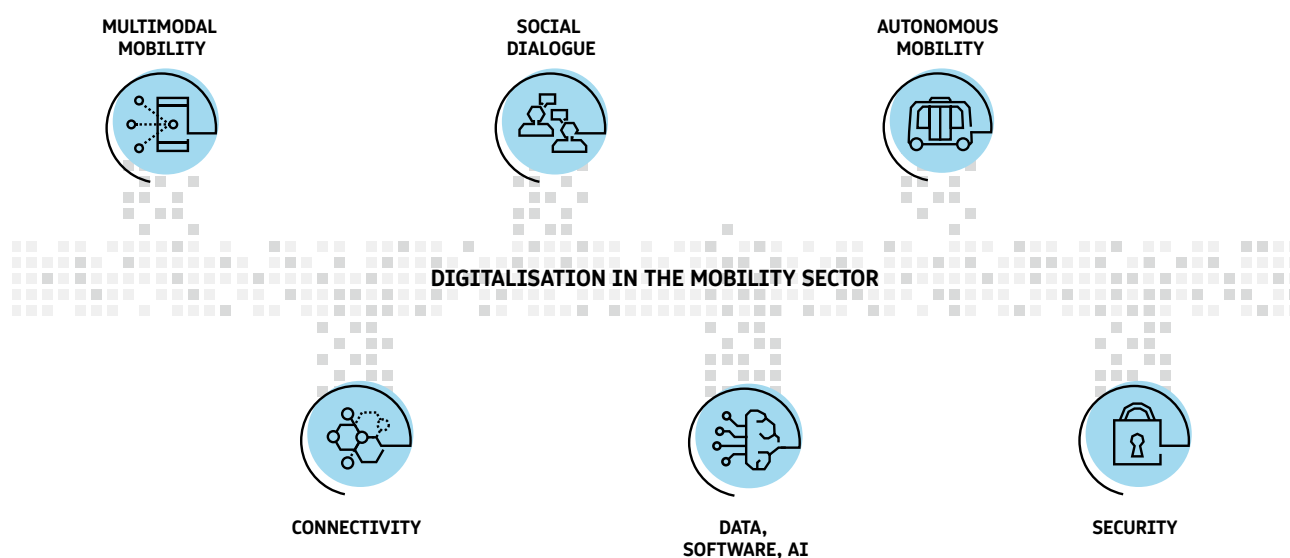 MULTIMODAL
MOBILITY
SOCIAL
DIALOGUE
AUTONOMOUS
MOBILITY
DIGITALISATION IN THE MOBILITY SECTOR
CONNECTIVITY
DATA,
SOFTWARE, AI
SECURITY